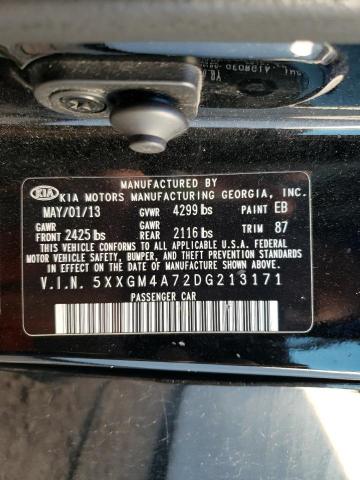 MANUFACTURED BY
KIA KIA MOTORS MANUFACTURING GEORGIA, INC.
MAY/01/13 GVWR 4299 lbs PAINT EB
GAWR FRONT 2425 lbs GAWR REAR 2116 lbs TRIM 87
THIS VEHICLE CONFORMS TO ALL APPLICABLE U.S.A. FEDERAL
MOTOR VEHICLE SAFETY, BUMPER, AND THEFT PREVENTION
STANDARDS IN EFFECT ON THE DATE OF MANUFACTURE SHOWN ABOVE.
V.I.N. 5XXGM4A72DG213171
PASSENGER CAR